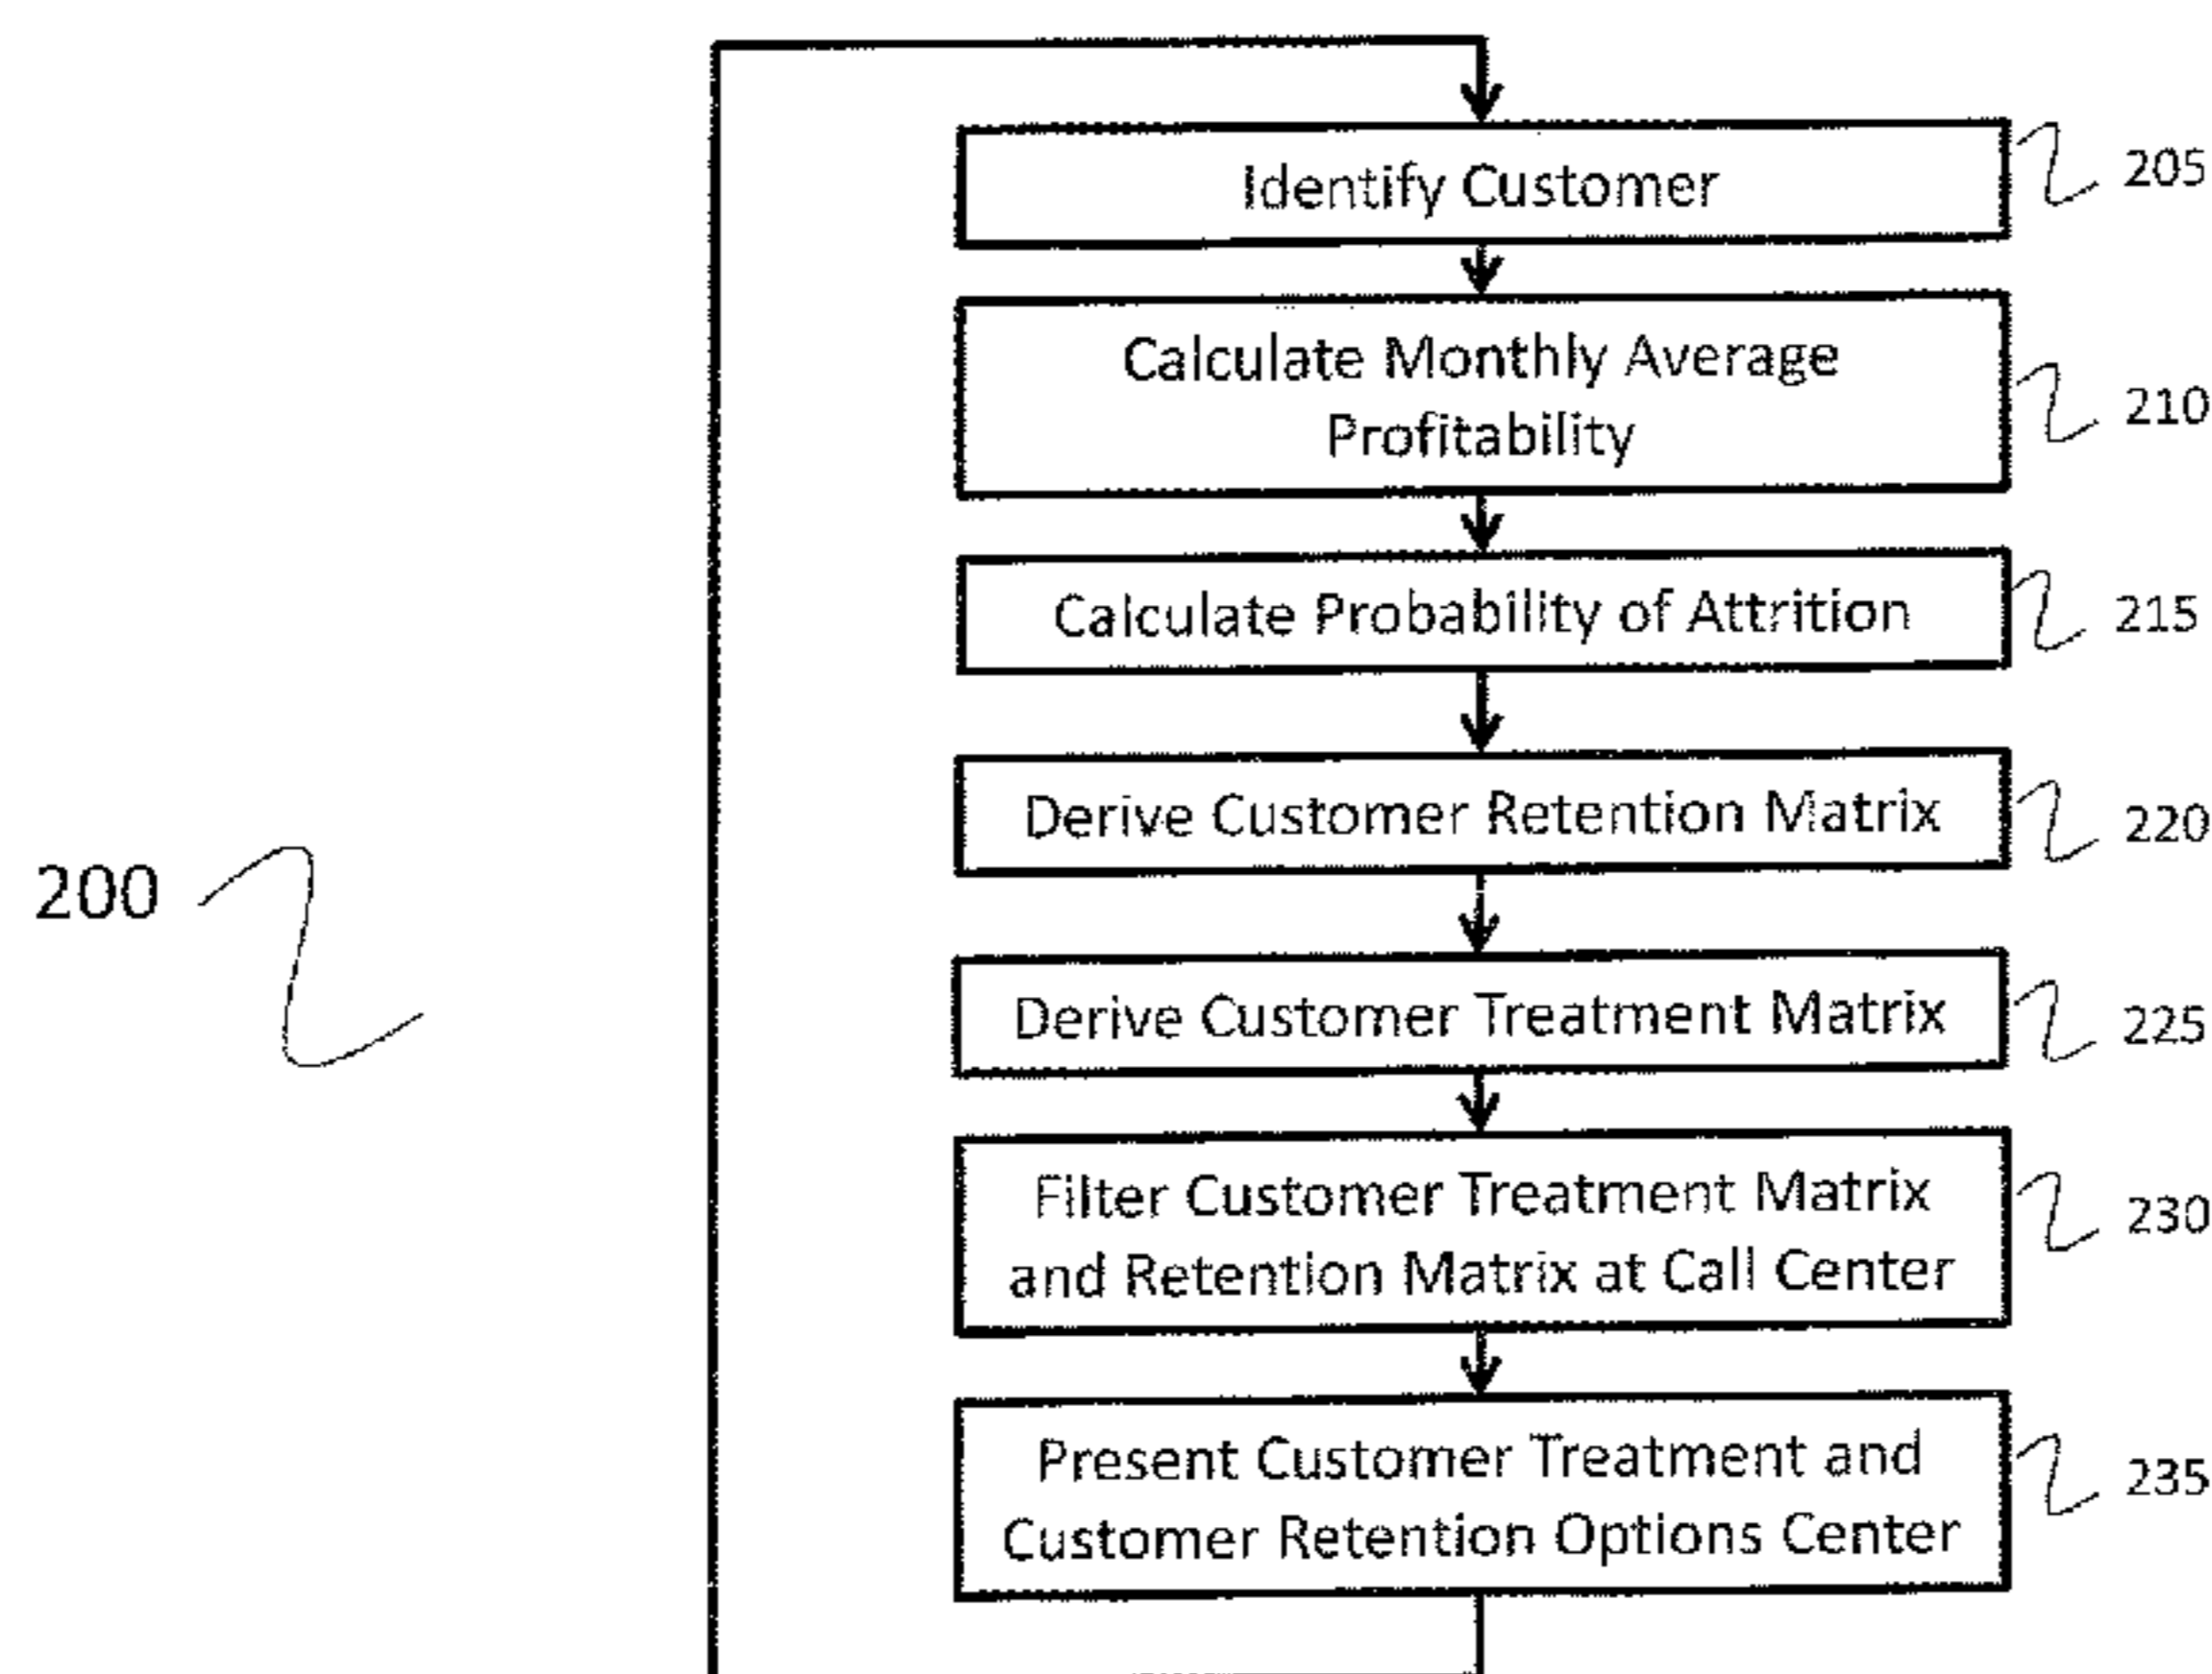 Identify Customer
205
Calculate Monthly Average
Profitability
210
Calculate Probability of Attrition
215
Derive Customer Retention Matrix
220
200
Derive Customer Treatment Matrix
225
Filter Customer Treatment Matrix
and Retention Matrix at Call Center
230
Present Customer Treatment and
Customer Retention Options Center
235